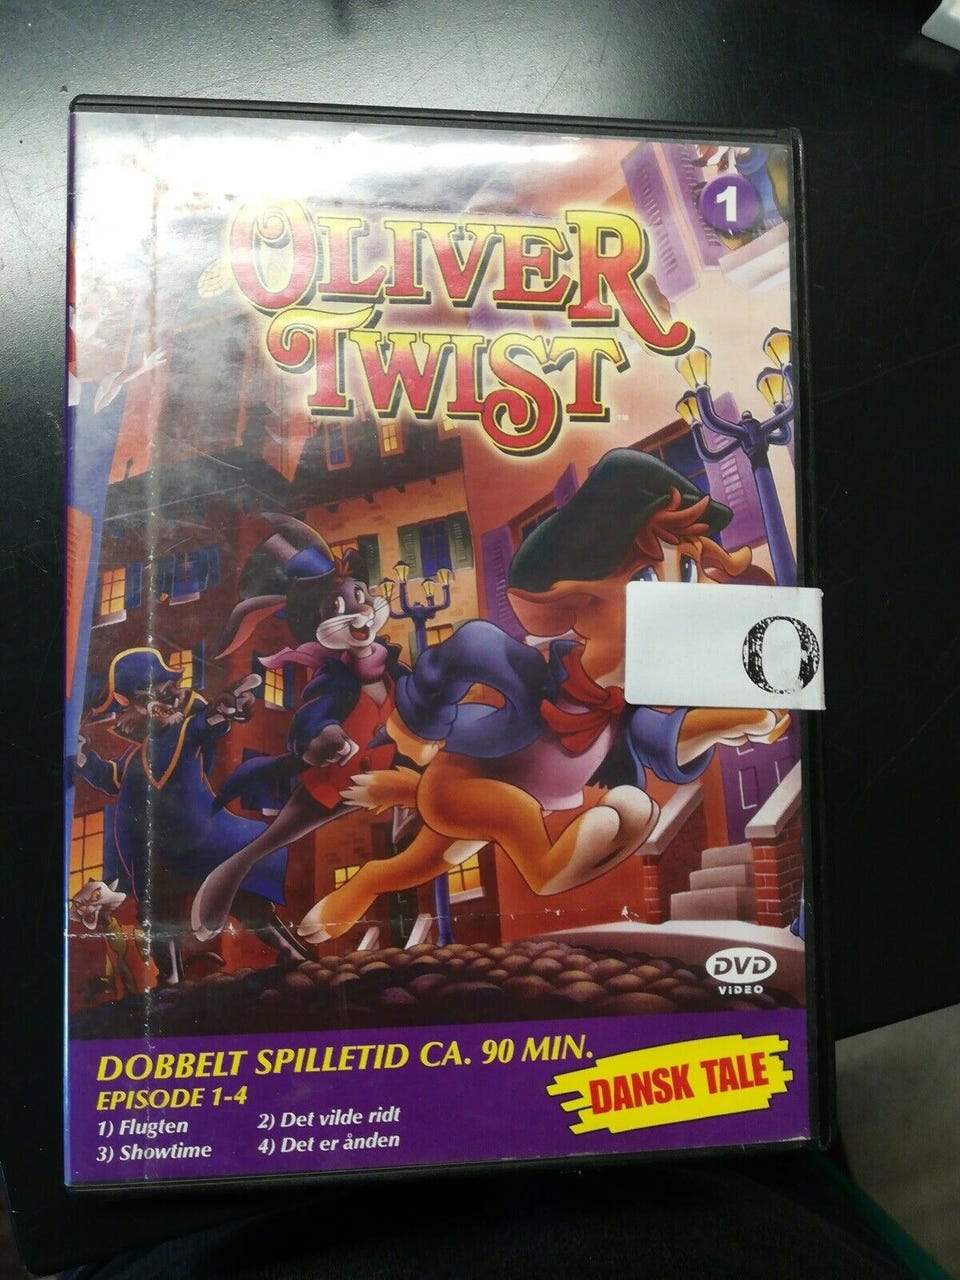 1
OLIVER
TWIST™
O
DVD
VIDEO
DOBBELT SPILLETID CA. 90 MIN.
DANSK TALE
EPISODE 1-4
1) Flugten 2) Det vilde ridt
3) Showtime 4) Det er ånden